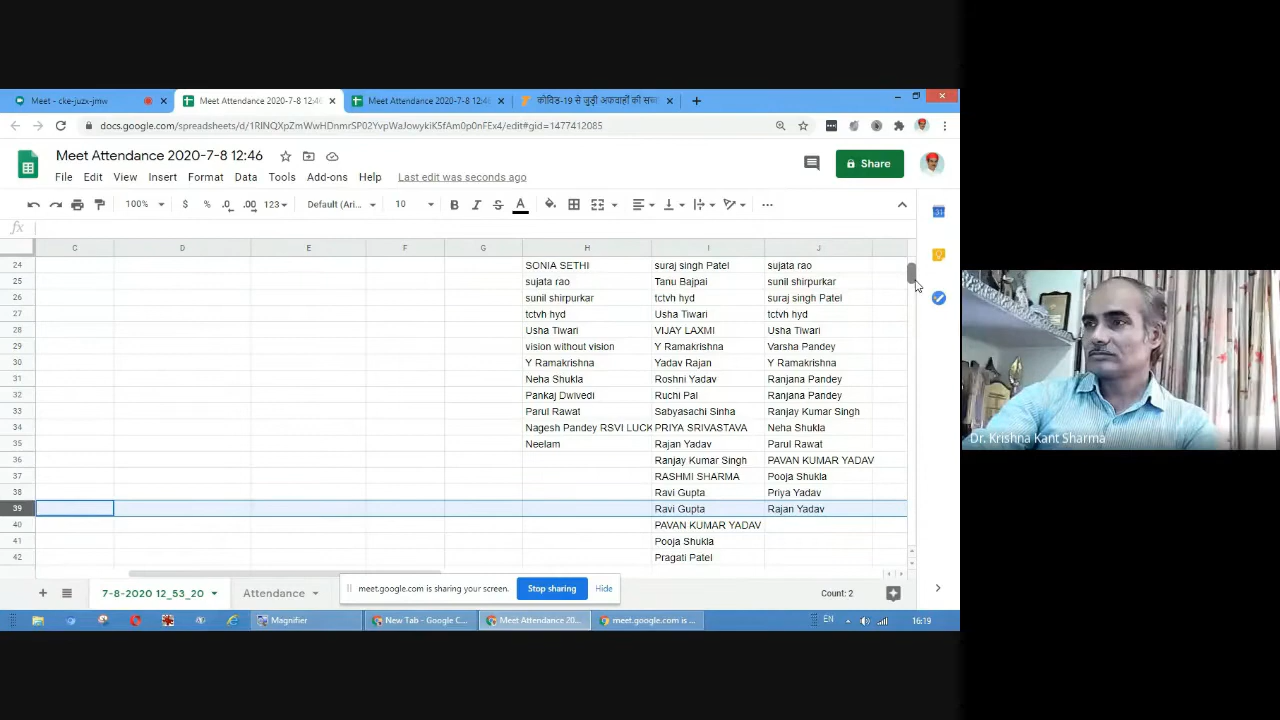 Meet - cke-juzx-jmw
Meet Attendance 2020-7-8 12:46
Meet Attendance 2020-7-8 12:46
कोविड-19 से जुड़ी अफवाहों की सच्च
docs.google.com/spreadsheets/d/1RINQXpZmWwHDnmrSP02YvpWaJowykiK5fAm0p0nFEx4/edit#gid=1477412085
Meet Attendance 2020-7-8 12:46
Share
File Edit View Insert Format Data Tools Add-ons Help Last edit was seconds ago
100% $ % .0 .00 123 Default (Ari... 10 B I S A
fx
C D E F G H I J
24 SONIA SETHI suraj singh Patel sujata rao
25 sujata rao Tanu Bajpai sunil shirpurkar
26 sunil shirpurkar tctvh hyd suraj singh Patel
27 tctvh hyd Usha Tiwari tctvh hyd
28 Usha Tiwari VIJAY LAXMI Usha Tiwari
29 vision without vision Y Ramakrishna Varsha Pandey
30 Y Ramakrishna Yadav Rajan Y Ramakrishna
31 Neha Shukla Roshni Yadav Ranjana Pandey
32 Pankaj Dwivedi Ruchi Pal Ranjana Pandey
33 Parul Rawat Sabyasachi Sinha Ranjay Kumar Singh
34 Nagesh Pandey RSVI LUCK PRIYA SRIVASTAVA Neha Shukla
35 Neelam Rajan Yadav Parul Rawat
36 Ranjay Kumar Singh PAVAN KUMAR YADAV
37 RASHMI SHARMA Pooja Shukla
38 Ravi Gupta Priya Yadav
39 Ravi Gupta Rajan Yadav
40 PAVAN KUMAR YADAV
41 Pooja Shukla
42 Pragati Patel
Dr. Krishna Kant Sharma
7-8-2020 12_53_20 Attendance
meet.google.com is sharing your screen. Stop sharing Hide
Count: 2
Magnifier New Tab - Google C... Meet Attendance 20... meet.google.com is ... EN 16:19